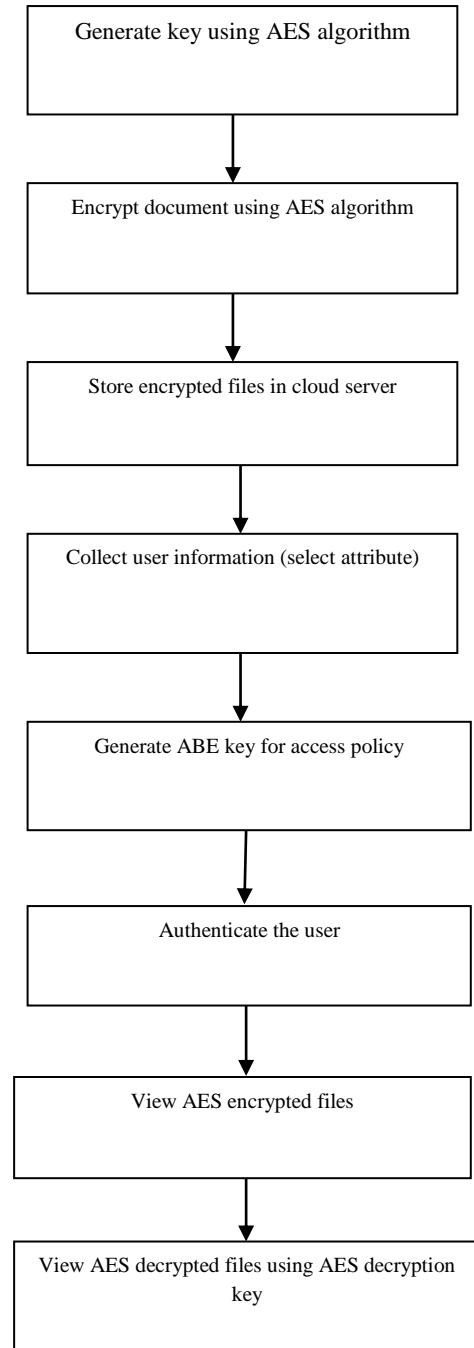 Generate key using AES algorithm
Encrypt document using AES algorithm
Store encrypted files in cloud server
Collect user information (select attribute)
Generate ABE key for access policy
Authenticate the user
View AES encrypted files
View AES decrypted files using AES decryption
key